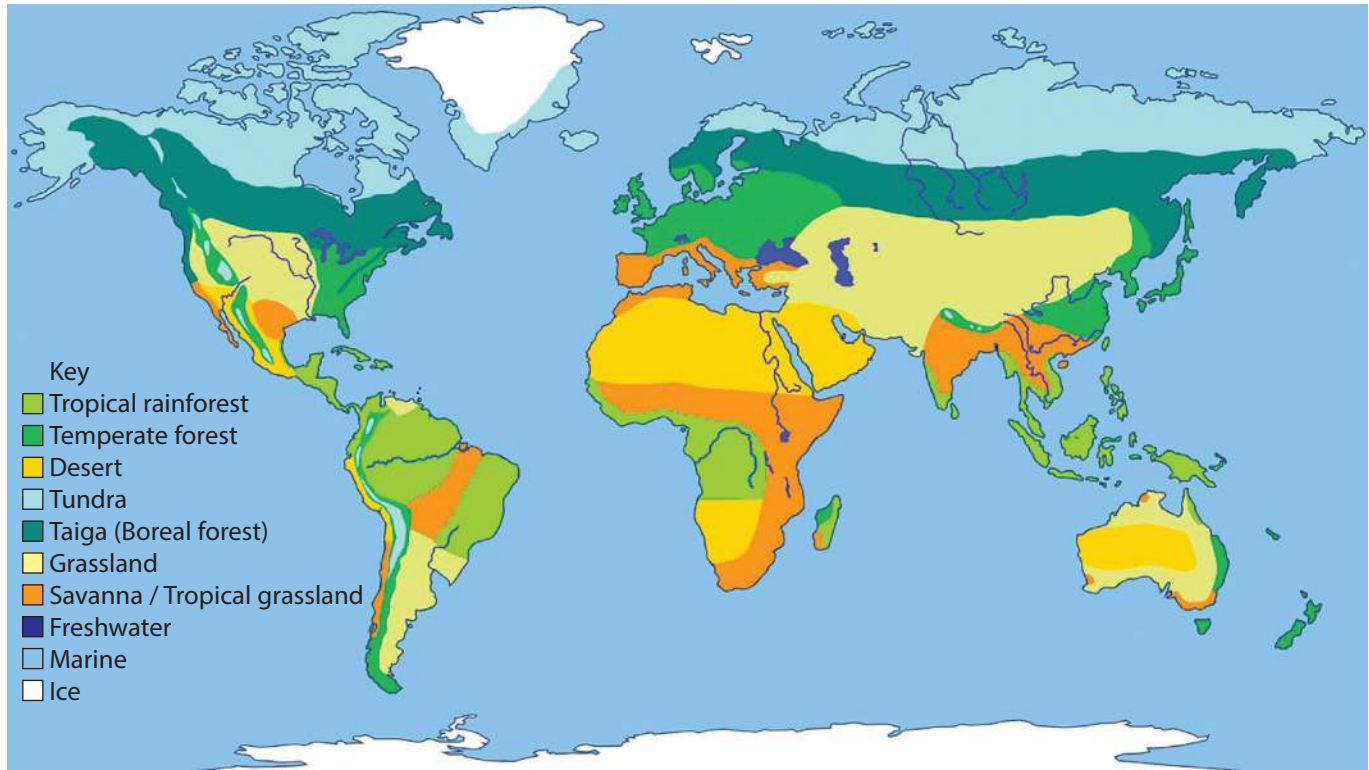 Key
Tropical rainforest
Temperate forest
Desert
Tundra
Taiga (Boreal forest)
Grassland
Savanna / Tropical grassland
Freshwater
Marine
Ice